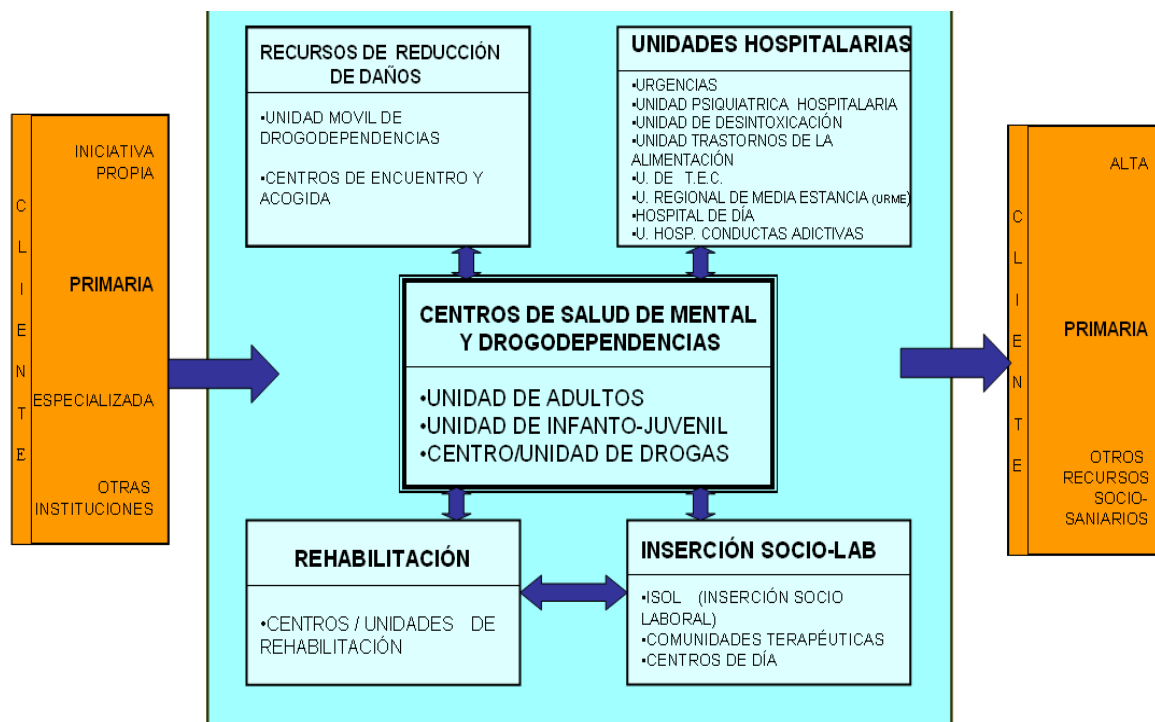 CLIENTE
INICIATIVA
PROPIA
PRIMARIA
ESPECIALIZADA
OTRAS
INSTITUCIONES
RECURSOS DE REDUCCIÓN
DE DAÑOS
•UNIDAD MOVIL DE
DROGODEPENDENCIAS
•CENTROS DE ENCUENTRO Y
ACOGIDA
UNIDADES HOSPITALARIAS
•URGENCIAS
•UNIDAD PSIQUIATRICA HOSPITALARIA
•UNIDAD DE DESINTOXICACIÓN
•UNIDAD TRASTORNOS DE LA
ALIMENTACIÓN
•U. DE T.E.C.
•U. REGIONAL DE MEDIA ESTANCIA (URME)
•HOSPITAL DE DÍA
•U. HOSP. CONDUCTAS ADICTIVAS
CENTROS DE SALUD DE MENTAL
Y DROGODEPENDENCIAS
•UNIDAD DE ADULTOS
•UNIDAD DE INFANTO-JUVENIL
•CENTRO/UNIDAD DE DROGAS
REHABILITACIÓN
•CENTROS / UNIDADES DE
REHABILITACIÓN
INSERCIÓN SOCIO-LAB
•ISOL (INSERCIÓN SOCIO
LABORAL)
•COMUNIDADES TERAPÉUTICAS
•CENTROS DE DÍA
CLIENTE
ALTA
PRIMARIA
OTROS
RECURSOS
SOCIO-
SANIARIOS